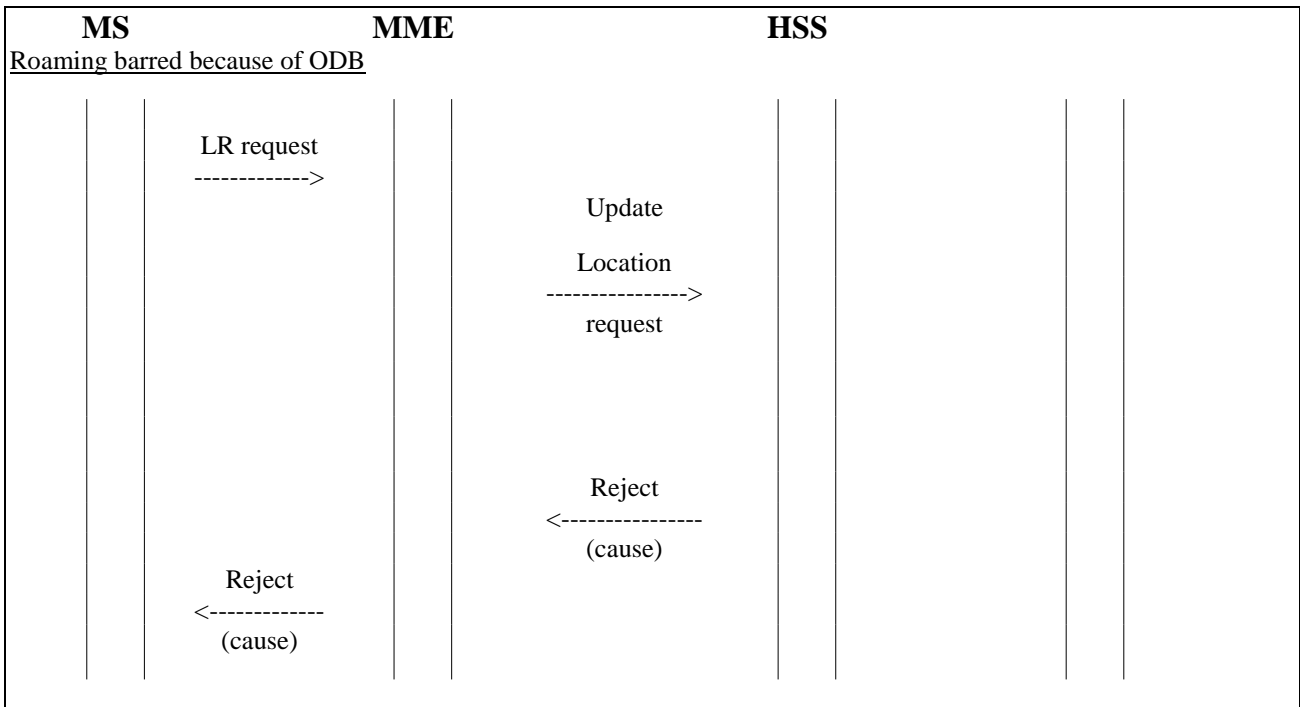 MS MME HSS
Roaming barred because of ODB
LR request
------------->
Update
Location
---------------->
request
Reject
<----------------
(cause)
Reject
<-------------
(cause)